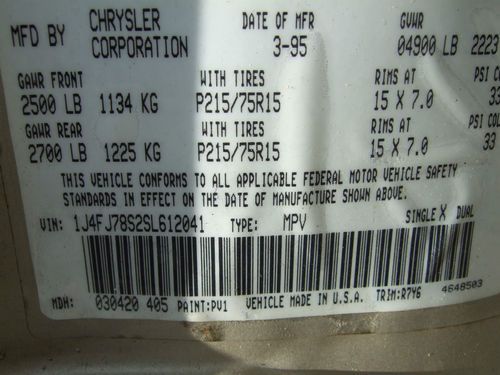 MFD BY CHRYSLER CORPORATION DATE OF MFR 3-95 GVWR 04900 LB 2223
GAWR FRONT WITH TIRES RIMS AT PSI COL
2500 LB 1134 KG P215/75R15 15 X 7.0 33
GAWR REAR WITH TIRES RIMS AT PSI COL
2700 LB 1225 KG P215/75R15 15 X 7.0 33
THIS VEHICLE CONFORMS TO ALL APPLICABLE FEDERAL MOTOR VEHICLE SAFETY
STANDARDS IN EFFECT ON THE DATE OF MANUFACTURE SHOWN ABOVE.
VIN: 1J4FJ78S2SL612041 TYPE: MPV SINGLE X DUAL
MDH: 030420 405 PAINT:PV1 VEHICLE MADE IN U.S.A. TRIM:R7Y6 4648503